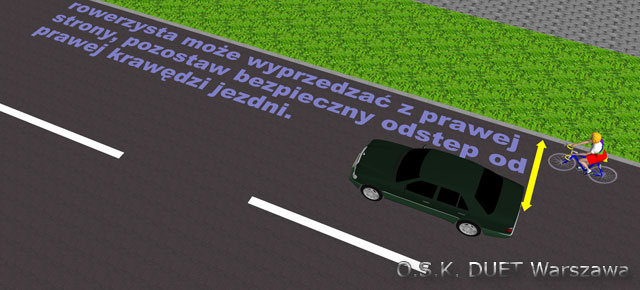 rowerzysta może wyprzedzać z prawej
strony, pozostaw bezpieczny odstęp od
prawej krawędzi jezdni.
O.S.K. DUET Warszawa